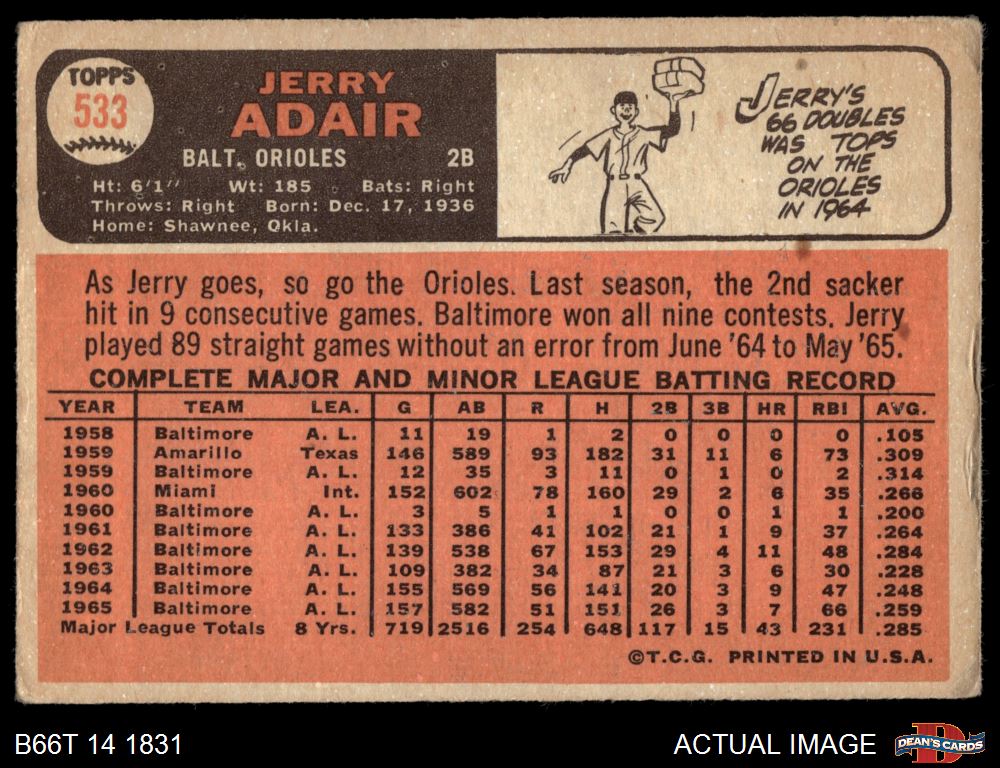 TOPPS
533
JERRY
ADAIR
BALT. ORIOLES 2B
Ht: 6'1" Wt: 185 Bats: Right
Throws: Right Born: Dec. 17, 1936
Home: Shawnee, Okla.
JERRY'S
66 DOUBLES
WAS TOPS
ON THE
ORIOLES
IN 1964
As Jerry goes, so go the Orioles. Last season, the 2nd sacker
hit in 9 consecutive games. Baltimore won all nine contests. Jerry
played 89 straight games without an error from June '64 to May '65.
COMPLETE MAJOR AND MINOR LEAGUE BATTING RECORD
YEAR TEAM LEA. G AB R H 2B 3B HR RBI AVG.
1958 Baltimore A. L. 11 19 1 2 0 0 0 0 .105
1959 Amarillo Texas 146 589 93 182 31 11 6 73 .309
1959 Baltimore A. L. 12 35 3 11 0 1 0 2 .314
1960 Miami Int. 152 602 78 160 29 2 6 35 .266
1960 Baltimore A. L. 3 5 1 1 0 0 1 1 .200
1961 Baltimore A. L. 133 386 41 102 21 1 9 37 .264
1962 Baltimore A. L. 139 538 67 153 29 4 11 48 .284
1963 Baltimore A. L. 109 382 34 87 21 3 6 30 .228
1964 Baltimore A. L. 155 569 56 141 20 3 9 47 .248
1965 Baltimore A. L. 157 582 51 151 26 3 7 66 .259
Major League Totals 8 Yrs. 719 2516 254 648 117 15 43 231 .285
©T.C.G. PRINTED IN U.S.A.
B66T 14 1831
ACTUAL IMAGE
D
DEAN'S CARDS